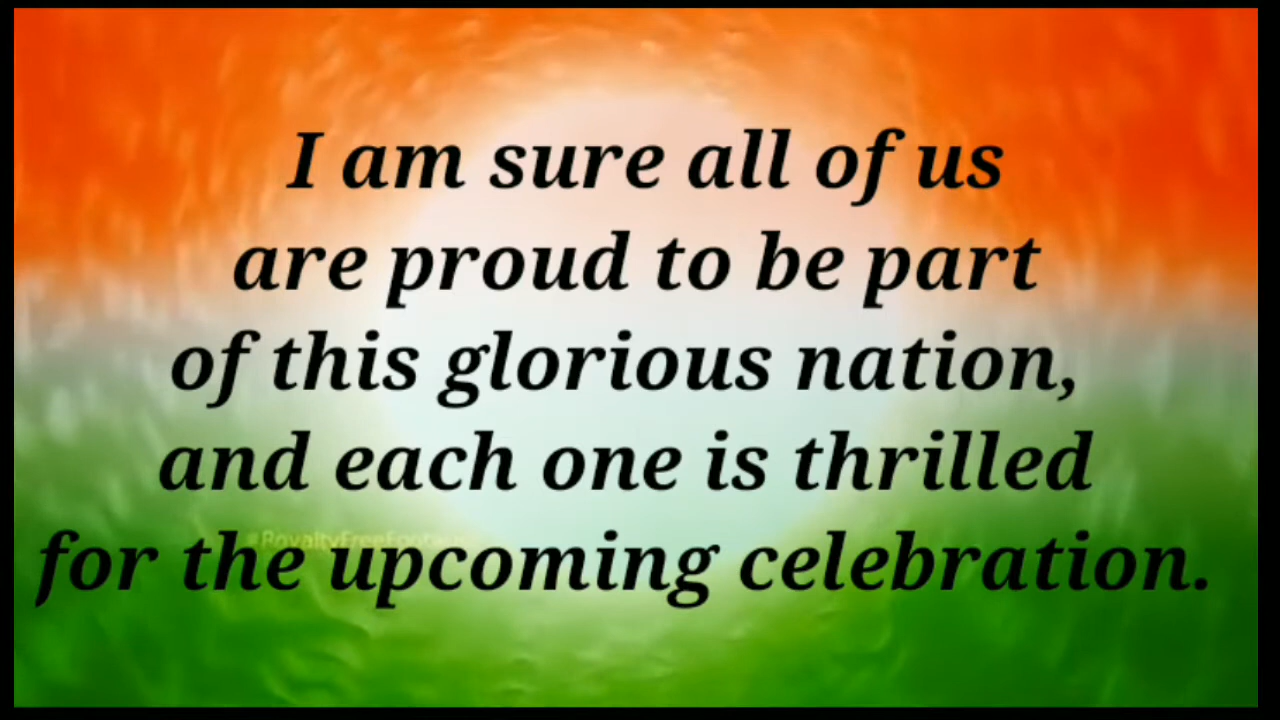 I am sure all of us
are proud to be part
of this glorious nation,
and each one is thrilled
for the upcoming celebration.